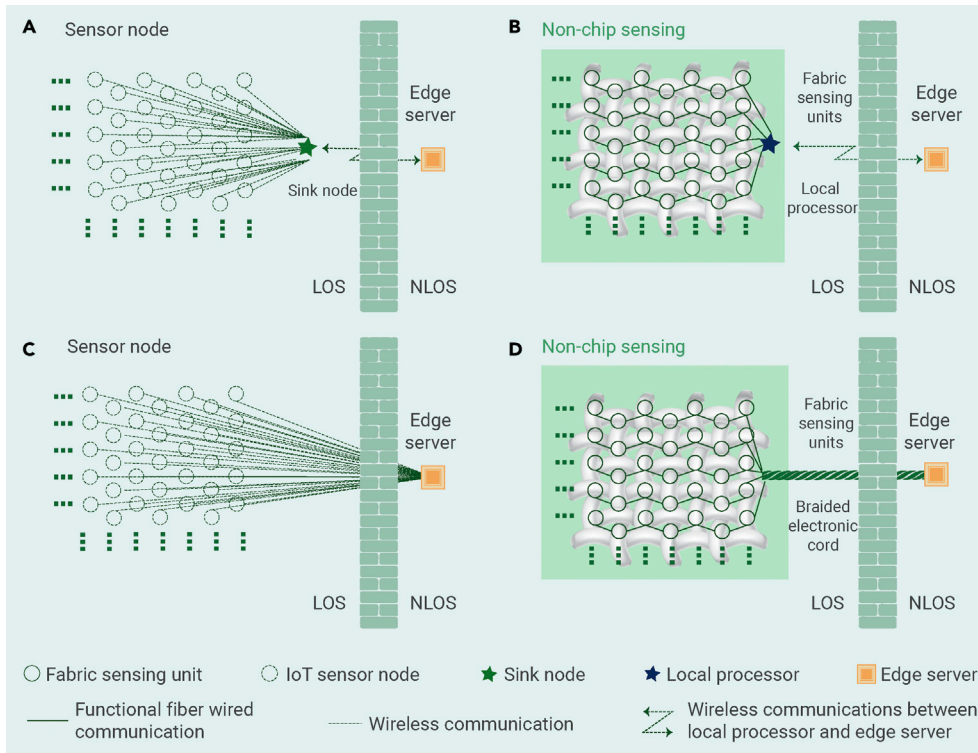 A
Sensor node
Edge
server
Sink node
LOS
NLOS
B
Non-chip sensing
Fabric
sensing
units
Edge
server
Local
processor
LOS
NLOS
C
Sensor node
Edge
server
LOS
NLOS
D
Non-chip sensing
Fabric
sensing
units
Edge
server
Braided
electronic
cord
LOS
NLOS
Fabric sensing unit
IoT sensor node
Sink node
Local processor
Edge server
Functional fiber wired
communication
Wireless communication
Wireless communications between
local processor and edge server